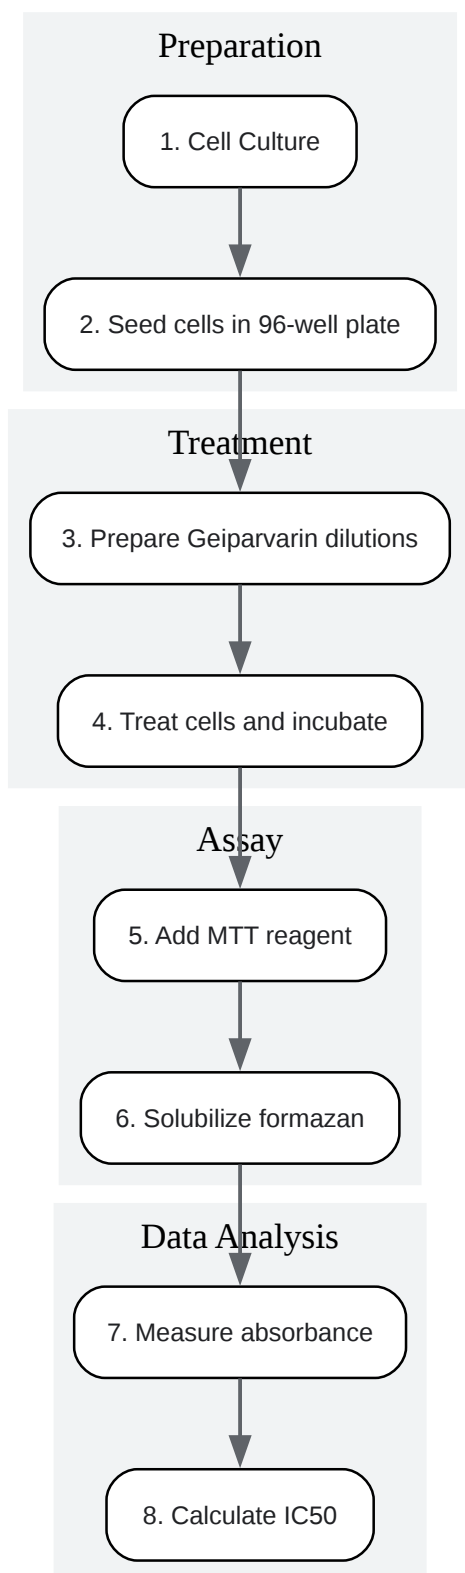 Preparation
1. Cell Culture
2. Seed cells in 96-well plate
Treatment
3. Prepare Geiparvarin dilutions
4. Treat cells and incubate
Assay
5. Add MTT reagent
6. Solubilize formazan
Data Analysis
7. Measure absorbance
8. Calculate IC50